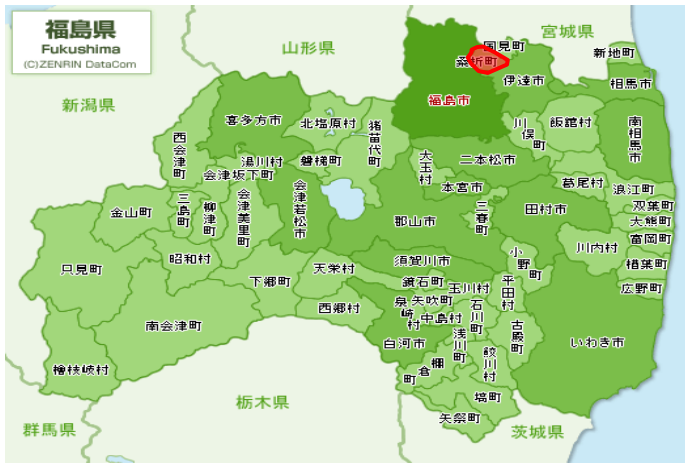 福島県
Fukushima
(C)ZENRIN DataCom
山形県
宮城県
新潟県
国見町
桑折町
新地町
伊達市
相馬市
福島市
喜多方市
北塩原村
猪苗代町
川俣町
飯舘村
南相馬市
西会津町
湯川村
磐梯町
大玉村
二本松市
会津坂下町
本宮市
葛尾村
浪江町
双葉町
金山町
三島町
柳津町
会津美里町
会津若松市
郡山市
三春町
田村市
大熊町
富岡町
昭和村
川内村
只見町
須賀川市
小野町
楢葉町
下郷町
天栄村
鏡石町
玉川村
平田村
広野町
西郷村
泉崎村
矢吹町
石川町
中島村
南会津町
古殿町
白河市
浅川町
いわき市
鮫川村
檜枝岐村
棚倉町
塙町
矢祭町
栃木県
群馬県
茨城県